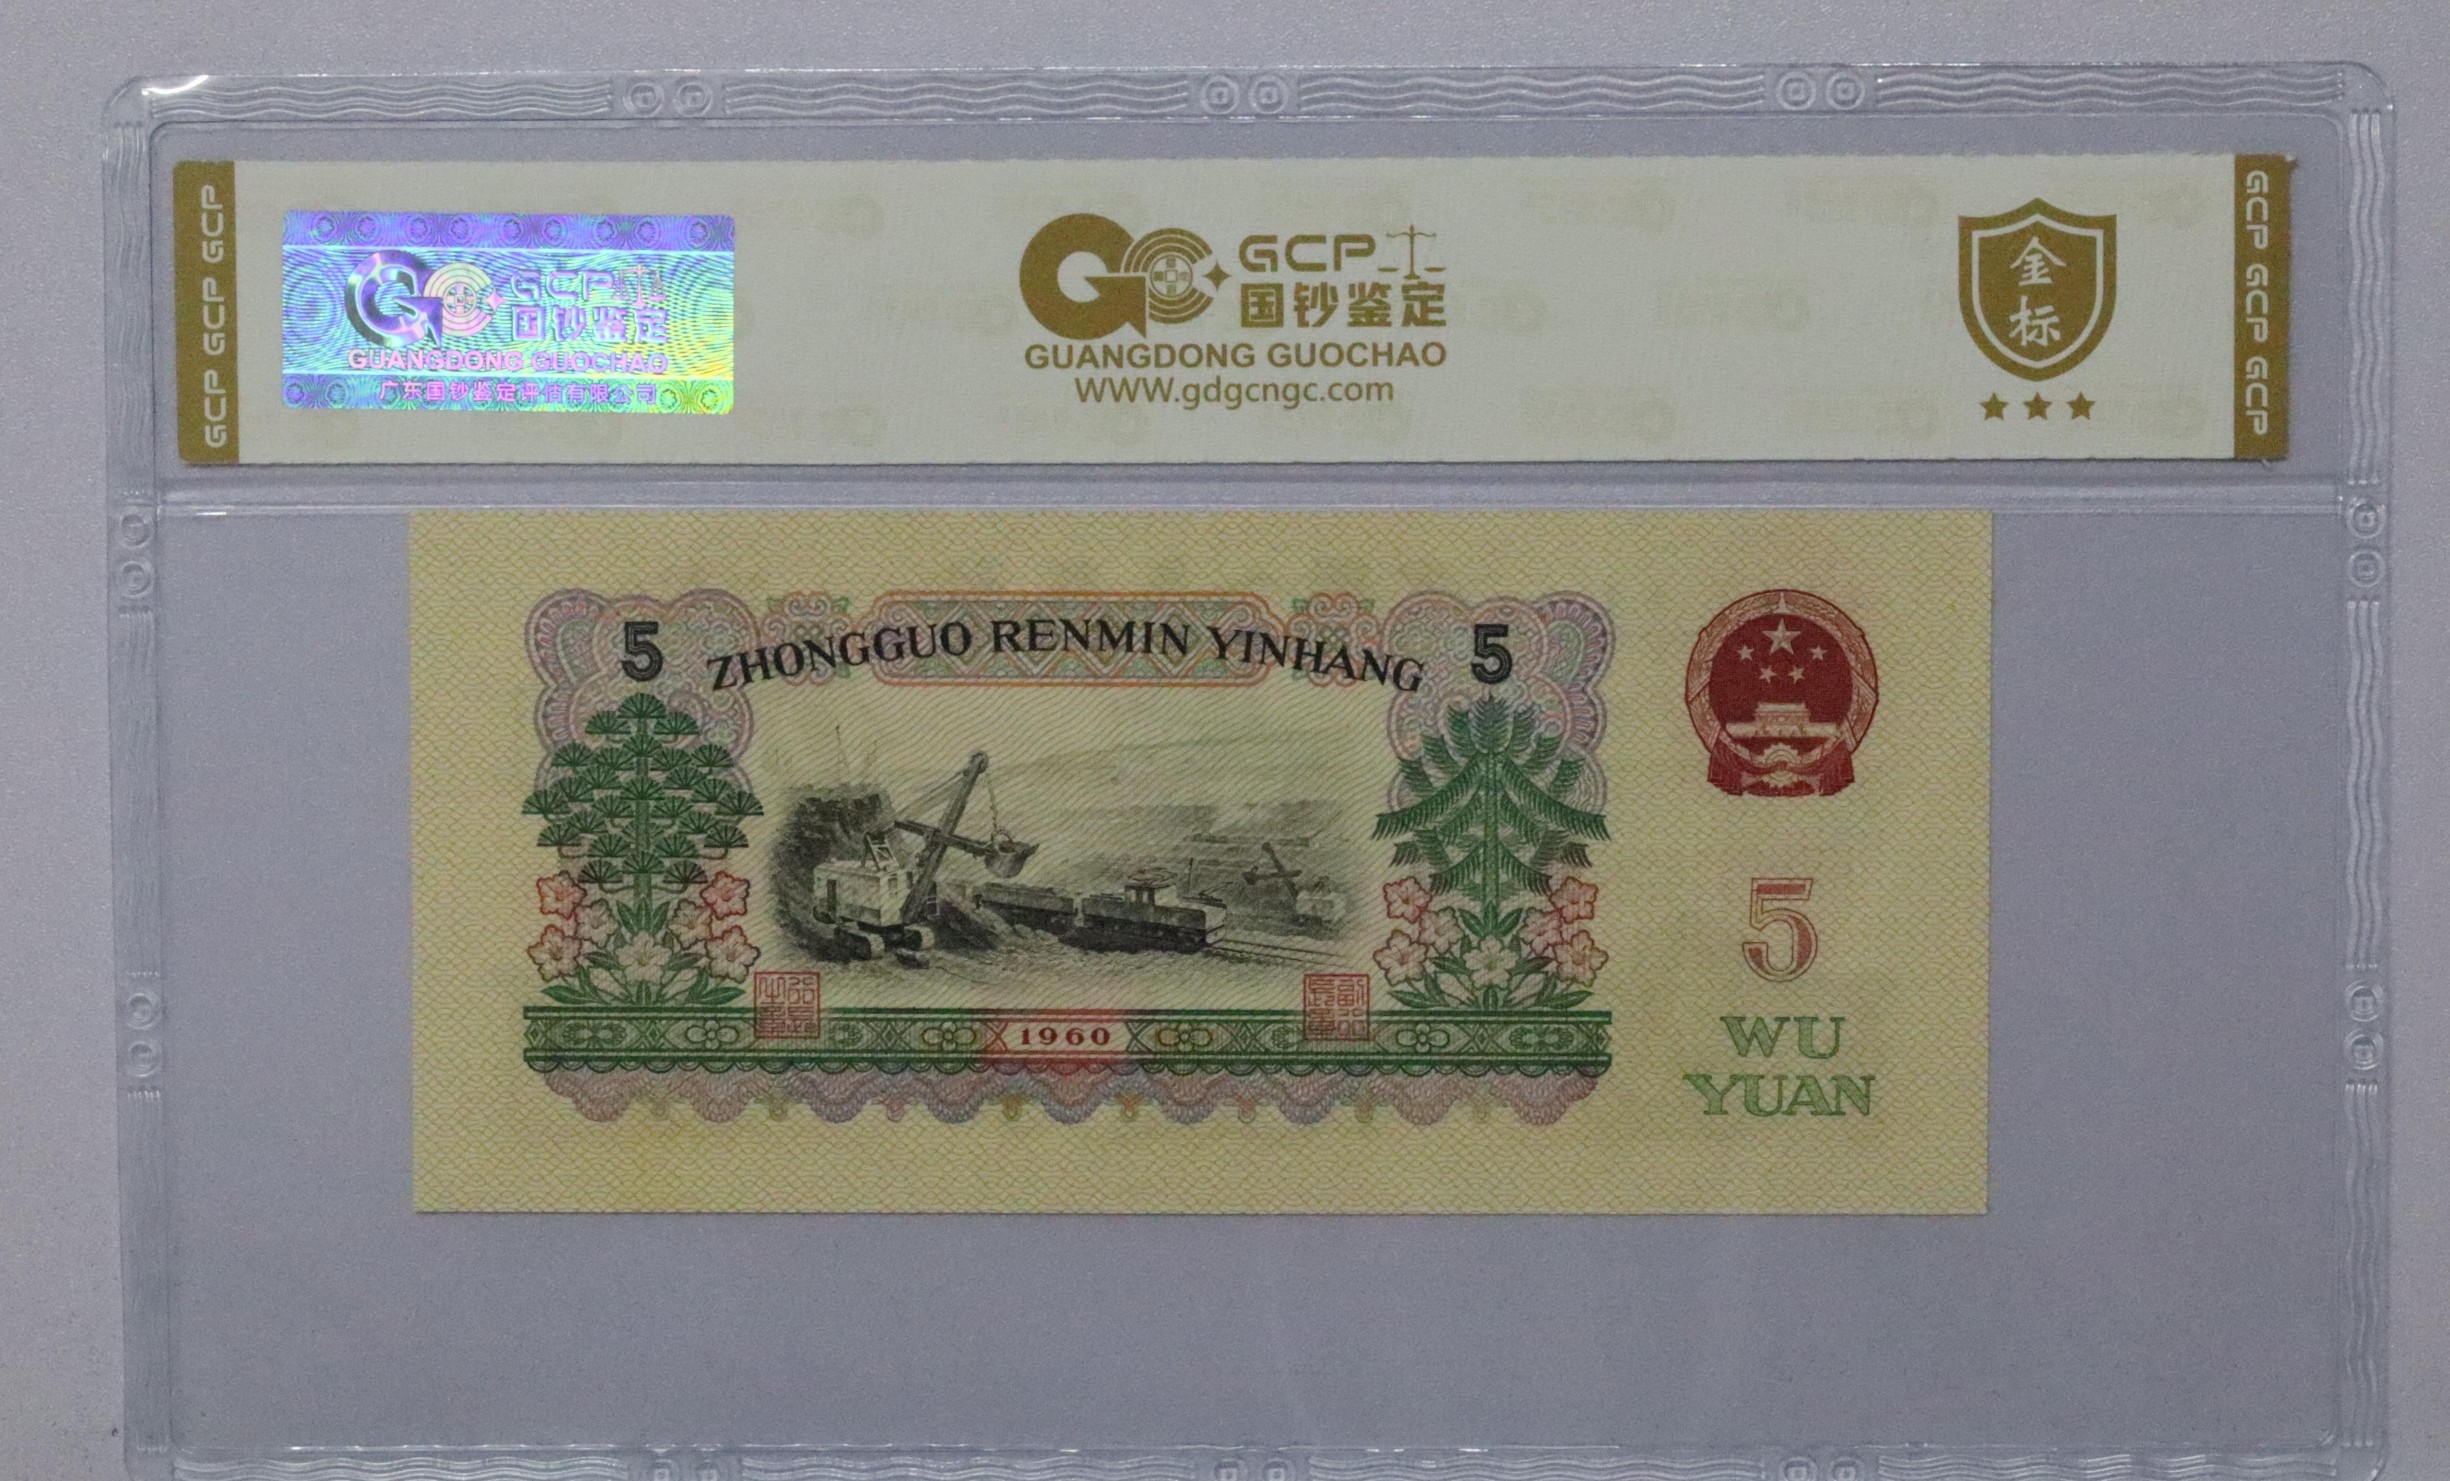 GCP GCP GCP
GCP
国钞鉴定
GUANGDONG GUOCHAO
广东国钞鉴定评估有限公司
GCP
国钞鉴定
GUANGDONG GUOCHAO
WWW.gdgcngc.com
金
标
GCP GCP GCP
5 ZHONGGUO RENMIN YINHANG 5
1960
5
WU
YUAN